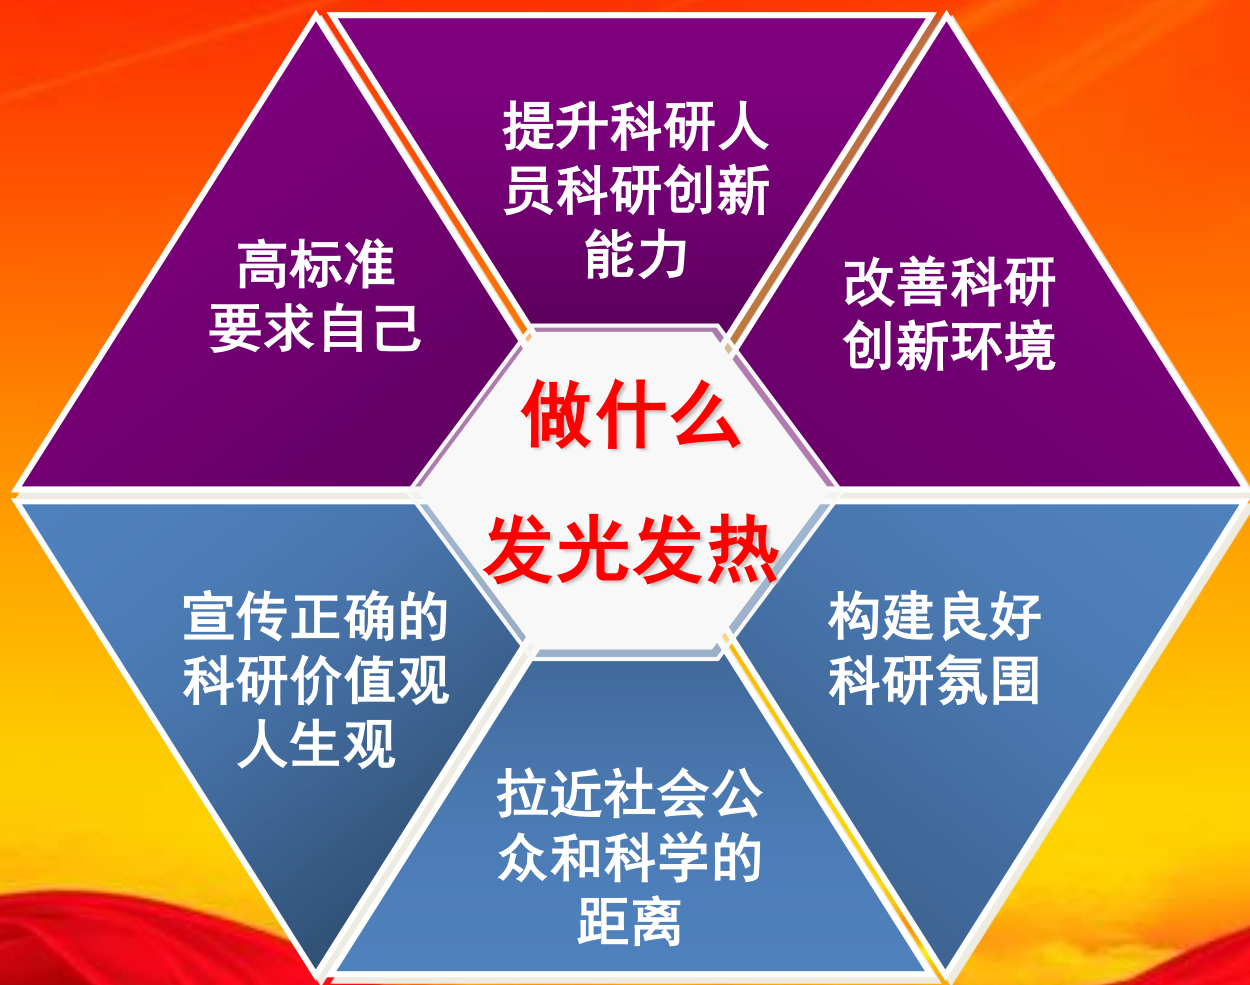 提升科研人
员科研创新
能力
高标准
要求自己
改善科研
创新环境
做什么
发光发热
宣传正确的
科研价值观
人生观
构建良好
科研氛围
拉近社会公
众和科学的
距离